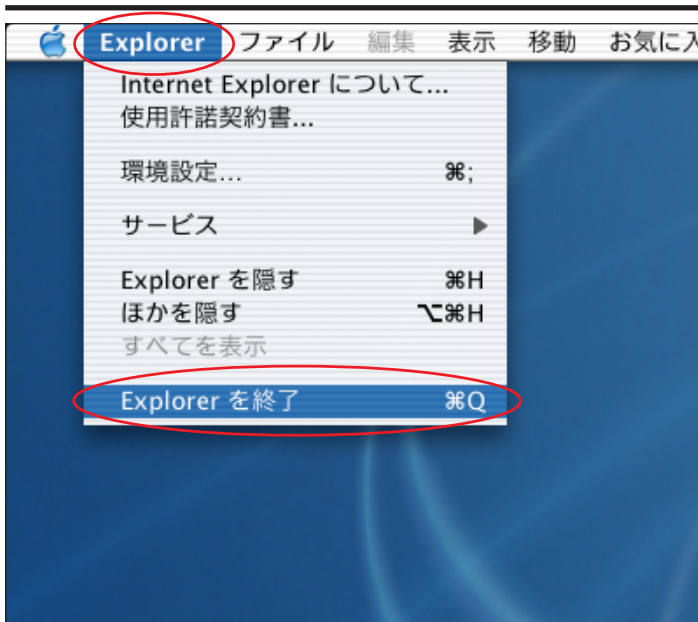 Explorer ファイル 編集 表示 移動 お気に入
Internet Explorer について...
使用許諾契約書...
環境設定... ⌘;
サービス ▶
Explorer を隠す ⌘H
ほかを隠す ⌥⌘H
すべてを表示
Explorer を終了 ⌘Q